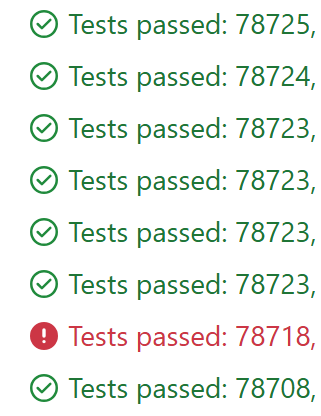 Tests passed: 78725,
Tests passed: 78724,
Tests passed: 78723,
Tests passed: 78723,
Tests passed: 78723,
Tests passed: 78723,
Tests passed: 78718,
Tests passed: 78708,